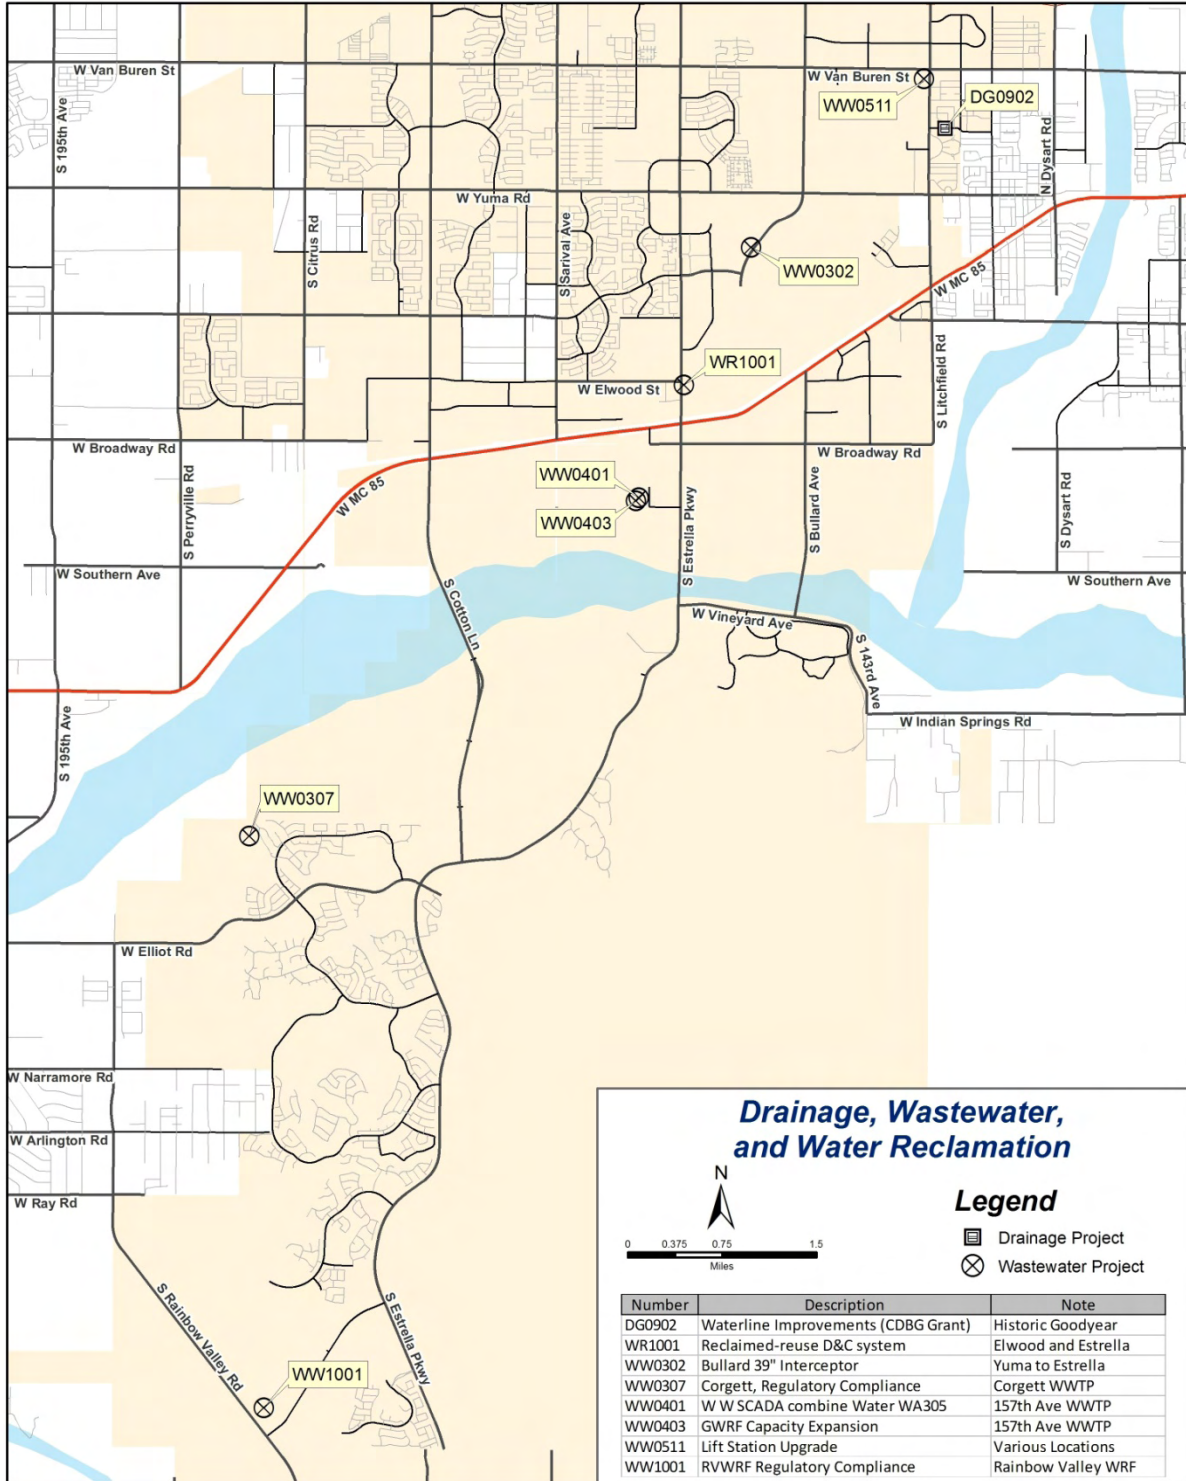 W Van Buren St
W Van Buren St
WW0511
DG0902
S 195th Ave
N Dysart Rd
W Yuma Rd
S Citrus Rd
S Sarival Ave
WW0302
W MC 85
WR1001
W Elwood St
S Litchfield Rd
W Broadway Rd
W Broadway Rd
S Perryville Rd
W MC 85
WW0401
WW0403
S Estrella Pkwy
S Bullard Ave
S Dysart Rd
W Southern Ave
W Southern Ave
S Cotton Ln
W Vineyard Ave
S 143rd Ave
W Indian Springs Rd
S 195th Ave
WW0307
W Elliot Rd
W Narramore Rd
W Arlington Rd
W Ray Rd
S Rainbow Valley Rd
S Estrella Pkwy
WW1001
Drainage, Wastewater,
and Water Reclamation
N
0 0.375 0.75 1.5
Miles
Legend
Drainage Project
Wastewater Project
Number Description Note
DG0902 Waterline Improvements (CDBG Grant) Historic Goodyear
WR1001 Reclaimed-reuse D&C system Elwood and Estrella
WW0302 Bullard 39" Interceptor Yuma to Estrella
WW0307 Corgett, Regulatory Compliance Corgett WWTP
WW0401 W W SCADA combine Water WA305 157th Ave WWTP
WW0403 GWRF Capacity Expansion 157th Ave WWTP
WW0511 Lift Station Upgrade Various Locations
WW1001 RVWRF Regulatory Compliance Rainbow Valley WRF